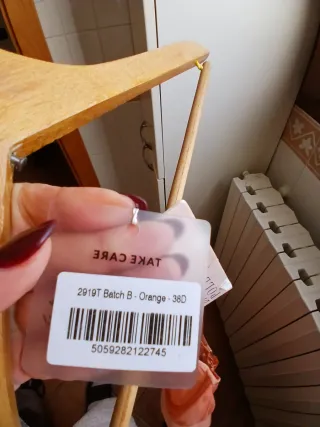 TAKE CARE
2919T Batch B - Orange - 38D
5059282122745